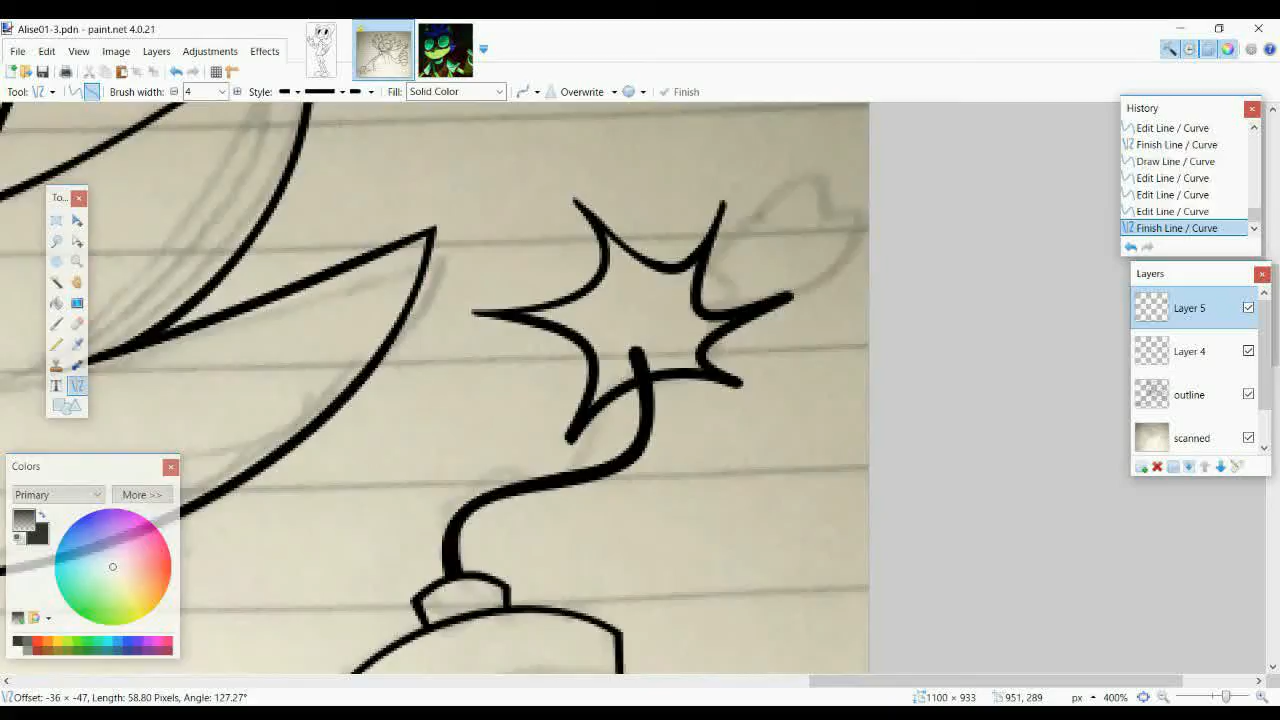 Alise01-3.pdn - paint.net 4.0.21
File Edit View Image Layers Adjustments Effects
Tool: Brush width: 4 Style: Fill: Solid Color Overwrite Finish
History
Edit Line / Curve
Finish Line / Curve
Draw Line / Curve
Edit Line / Curve
Edit Line / Curve
Edit Line / Curve
Finish Line / Curve
To...
T
Layers
Layer 5
Layer 4
outline
scanned
Colors
Primary More >>
Offset: -36 × -47, Length: 58.80 Pixels, Angle: 127.27° 1100 × 933 951, 289 px 400%